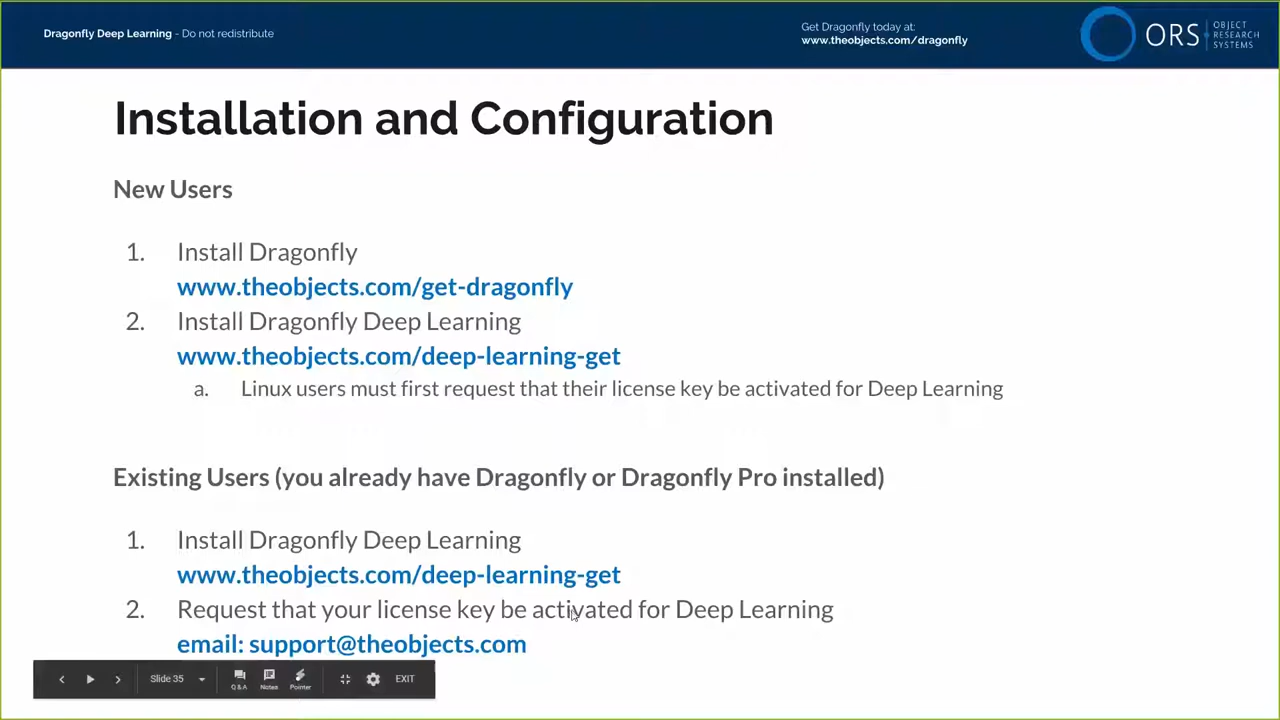 Dragonfly Deep Learning - Do not redistribute
Get Dragonfly today at:
www.theobjects.com/dragonfly
ORS OBJECT RESEARCH SYSTEMS
Installation and Configuration
New Users
1. Install Dragonfly
www.theobjects.com/get-dragonfly
2. Install Dragonfly Deep Learning
www.theobjects.com/deep-learning-get
a. Linux users must first request that their license key be activated for Deep Learning
Existing Users (you already have Dragonfly or Dragonfly Pro installed)
1. Install Dragonfly Deep Learning
www.theobjects.com/deep-learning-get
2. Request that your license key be activated for Deep Learning
email: support@theobjects.com
Slide 35 Q&A Notes Pointer EXIT